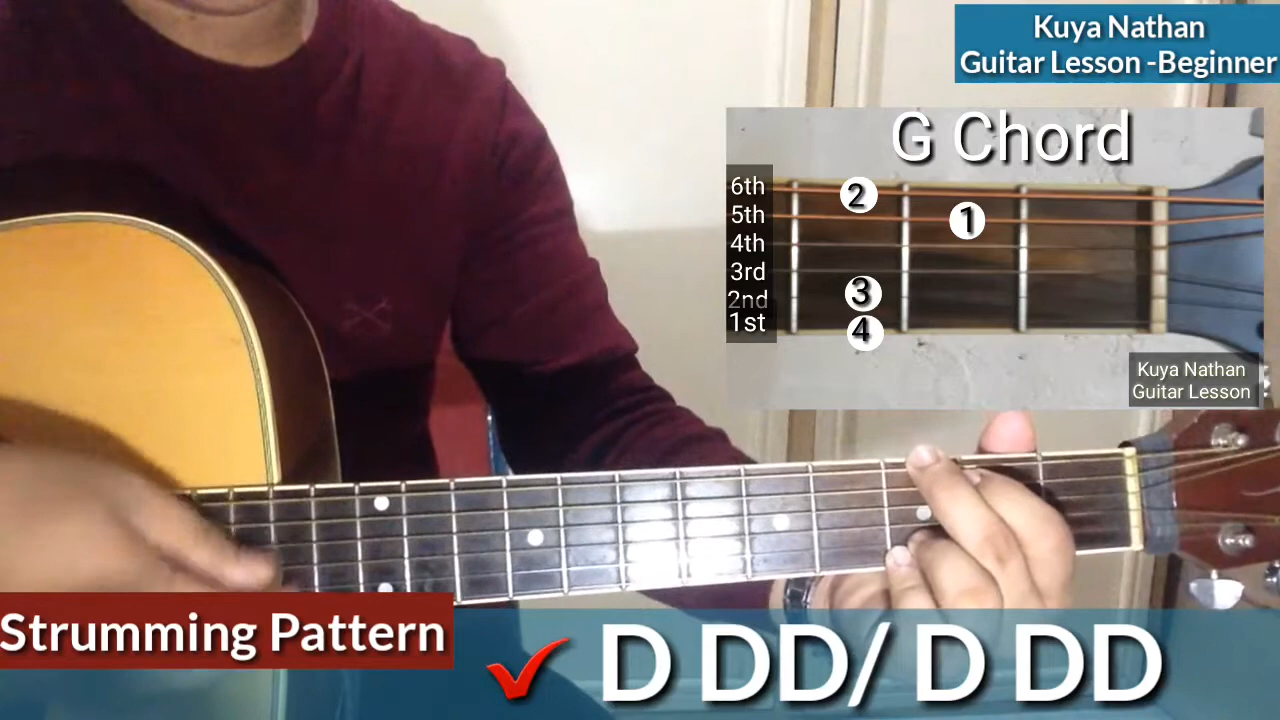 Kuya Nathan
Guitar Lesson -Beginner
G Chord
6th
5th
4th
3rd
2nd
1st
2
1
3
4
Kuya Nathan
Guitar Lesson
Strumming Pattern
D DD/ D DD